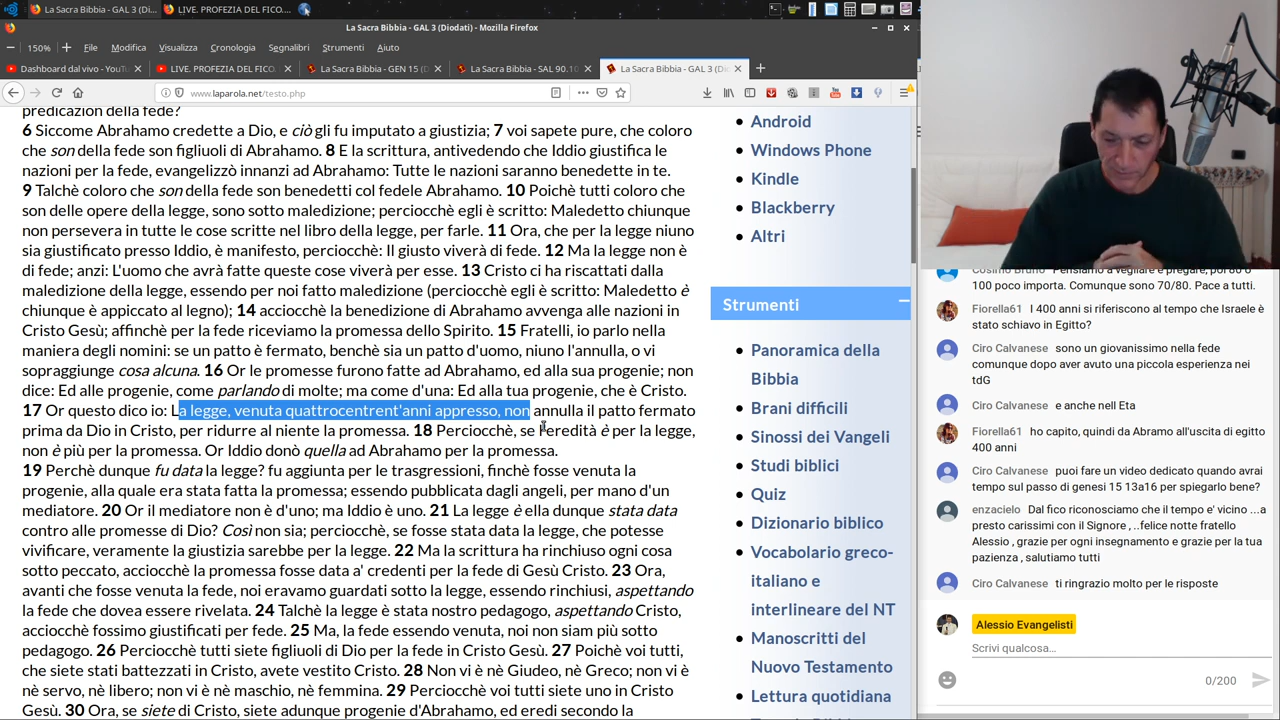 La Sacra Bibbia - GAL 3 (D...
LIVE. PROFEZIA DEL FICO....
La Sacra Bibbia - GAL 3 (Diodati) - Mozilla Firefox
150%
File
Modifica
Visualizza
Cronologia
Segnalibri
Strumenti
Aiuto
Dashboard dal vivo - YouTu
LIVE. PROFEZIA DEL FICO.
La Sacra Bibbia - GEN 15 (D
La Sacra Bibbia - SAL 90.10
La Sacra Bibbia - GAL 3 (Dio
www.laparola.net/testo.php
predicazion della fede?
6 Siccome Abrahamo credette a Dio, e ciò gli fu imputato a giustizia; 7 voi sapete pure, che coloro
che son della fede son figliuoli di Abrahamo. 8 E la scrittura, antivedendo che Iddio giustifica le
nazioni per la fede, evangelizzò innanzi ad Abrahamo: Tutte le nazioni saranno benedette in te.
9 Talchè coloro che son della fede son benedetti col fedele Abrahamo. 10 Poichè tutti coloro che
son delle opere della legge, sono sotto maledizione; perciocchè egli è scritto: Maledetto chiunque
non persevera in tutte le cose scritte nel libro della legge, per farle. 11 Ora, che per la legge niuno
sia giustificato presso Iddio, è manifesto, perciocchè: Il giusto viverà di fede. 12 Ma la legge non è
di fede; anzi: L'uomo che avrà fatte queste cose viverà per esse. 13 Cristo ci ha riscattati dalla
maledizione della legge, essendo per noi fatto maledizione (perciocchè egli è scritto: Maledetto è
chiunque è appiccato al legno); 14 acciocchè la benedizione di Abrahamo avvenga alle nazioni in
Cristo Gesù; affinchè per la fede riceviamo la promessa dello Spirito. 15 Fratelli, io parlo nella
maniera degli nomini: se un patto è fermato, benchè sia un patto d'uomo, niuno l'annulla, o vi
sopraggiunge cosa alcuna. 16 Or le promesse furono fatte ad Abrahamo, ed alla sua progenie; non
dice: Ed alle progenie, come parlando di molte; ma come d'una: Ed alla tua progenie, che è Cristo.
17 Or questo dico io: La legge, venuta quattrocentrent'anni appresso, non annulla il patto fermato
prima da Dio in Cristo, per ridurre al niente la promessa. 18 Perciocchè, se l'eredità è per la legge,
non è più per la promessa. Or Iddio donò quella ad Abrahamo per la promessa.
19 Perchè dunque fu data la legge? fu aggiunta per le trasgressioni, finchè fosse venuta la
progenie, alla quale era stata fatta la promessa; essendo pubblicata dagli angeli, per mano d'un
mediatore. 20 Or il mediatore non è d'uno; ma Iddio è uno. 21 La legge è ella dunque stata data
contro alle promesse di Dio? Così non sia; perciocchè, se fosse stata data la legge, che potesse
vivificare, veramente la giustizia sarebbe per la legge. 22 Ma la scrittura ha rinchiuso ogni cosa
sotto peccato, acciocchè la promessa fosse data a' credenti per la fede di Gesù Cristo. 23 Ora,
avanti che fosse venuta la fede, noi eravamo guardati sotto la legge, essendo rinchiusi, aspettando
la fede che dovea essere rivelata. 24 Talchè la legge è stata nostro pedagogo, aspettando Cristo,
acciocchè fossimo giustificati per fede. 25 Ma, la fede essendo venuta, noi non siam più sotto
pedagogo. 26 Perciocchè tutti siete figliuoli di Dio per la fede in Cristo Gesù. 27 Poichè voi tutti,
che siete stati battezzati in Cristo, avete vestito Cristo. 28 Non vi è nè Giudeo, nè Greco; non vi è
nè servo, nè libero; non vi è nè maschio, nè femmina. 29 Perciocchè voi tutti siete uno in Cristo
Gesù. 30 Ora, se siete di Cristo, siete adunque progenie d'Abrahamo, ed eredi secondo la
Android
Windows Phone
Kindle
Blackberry
Altri
Strumenti
Panoramica della
Bibbia
Brani difficili
Sinossi dei Vangeli
Studi biblici
Quiz
Dizionario biblico
Vocabolario greco-
italiano e
interlineare del NT
Manoscritti del
Nuovo Testamento
Lettura quotidiana
Cosimo Bruno Pensiamo a vegliare e pregare, poi 80 o
100 poco importa. Comunque sono 70/80. Pace a tutti.
Fiorella61 I 400 anni si riferiscono al tempo che Israele è
stato schiavo in Egitto?
Ciro Calvanese sono un giovanissimo nella fede
comunque dopo aver avuto una piccola esperienza nei
tdG
Ciro Calvanese e anche nell Eta
Fiorella61 ho capito, quindi da Abramo all'uscita di egitto
400 anni
Ciro Calvanese puoi fare un video dedicato quando avrai
tempo sul passo di genesi 15 13a16 per spiegarlo bene?
enzacielo Dal fico riconosciamo che il tempo e' vicino ...a
presto carissimi con il Signore , ..felice notte fratello
Alessio , grazie per ogni insegnamento e grazie per la tua
pazienza , salutiamo tutti
Ciro Calvanese ti ringrazio molto per le risposte
Alessio Evangelisti
Scrivi qualcosa...
0/200